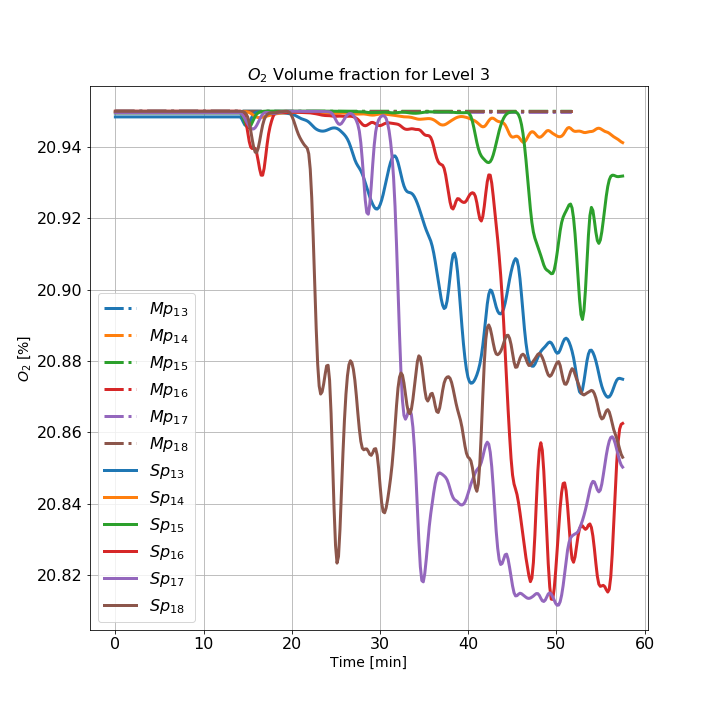 O₂ Volume fraction for Level 3
O₂ [%]
20.94
20.92
20.90
20.88
20.86
20.84
20.82
Mp₁₃
Mp₁₄
Mp₁₅
Mp₁₆
Mp₁₇
Mp₁₈
Sp₁₃
Sp₁₄
Sp₁₅
Sp₁₆
Sp₁₇
Sp₁₈
0 10 20 30 40 50 60
Time [min]